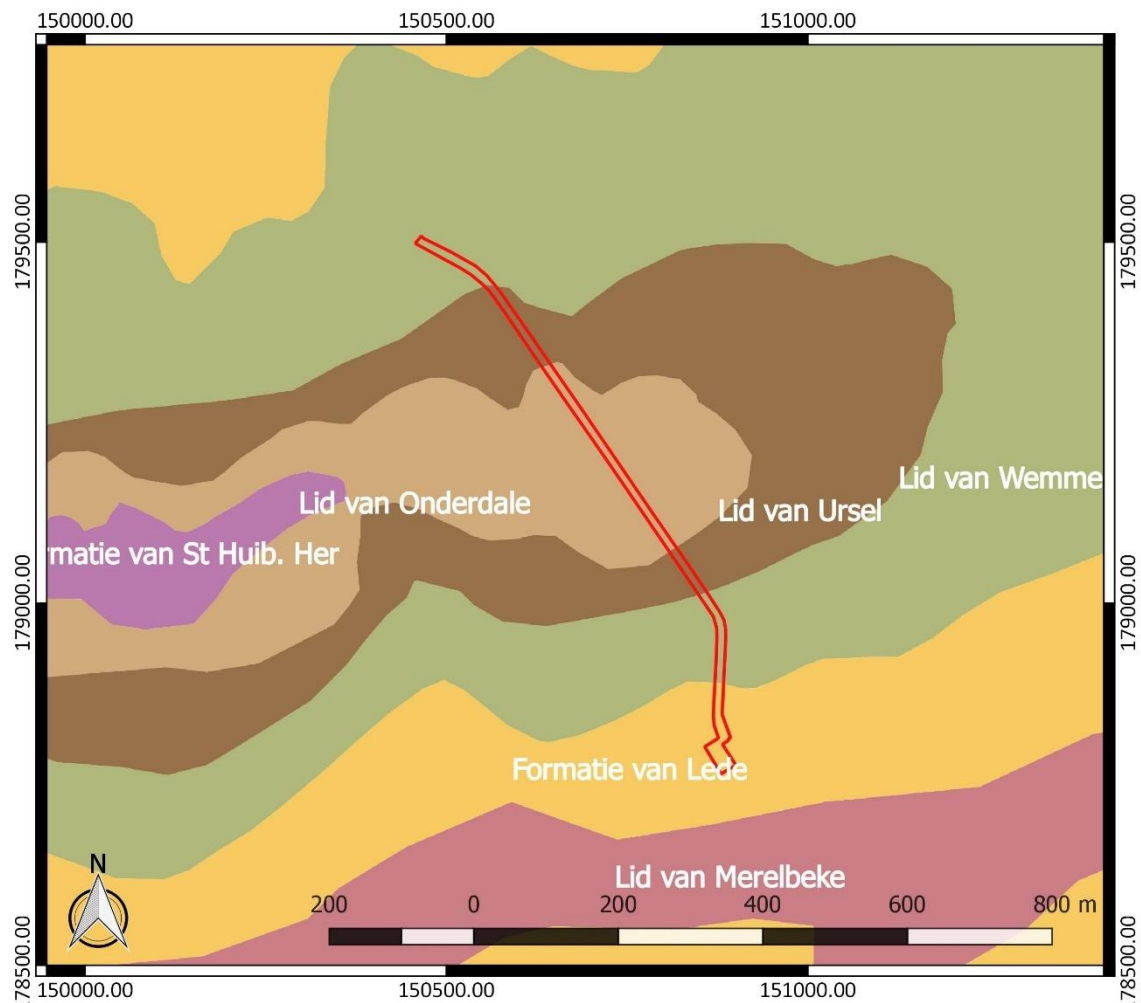 150000.00 150500.00 151000.00
179500.00 179500.00
Lid van Wemme
Lid van Onderdale
Lid van Ursel
rmatie van St Huib. Her
179000.00 179000.00
Formatie van Lede
N
Lid van Merelbeke
200 0 200 400 600 800 m
178500.00 178500.00
150000.00 150500.00 151000.00